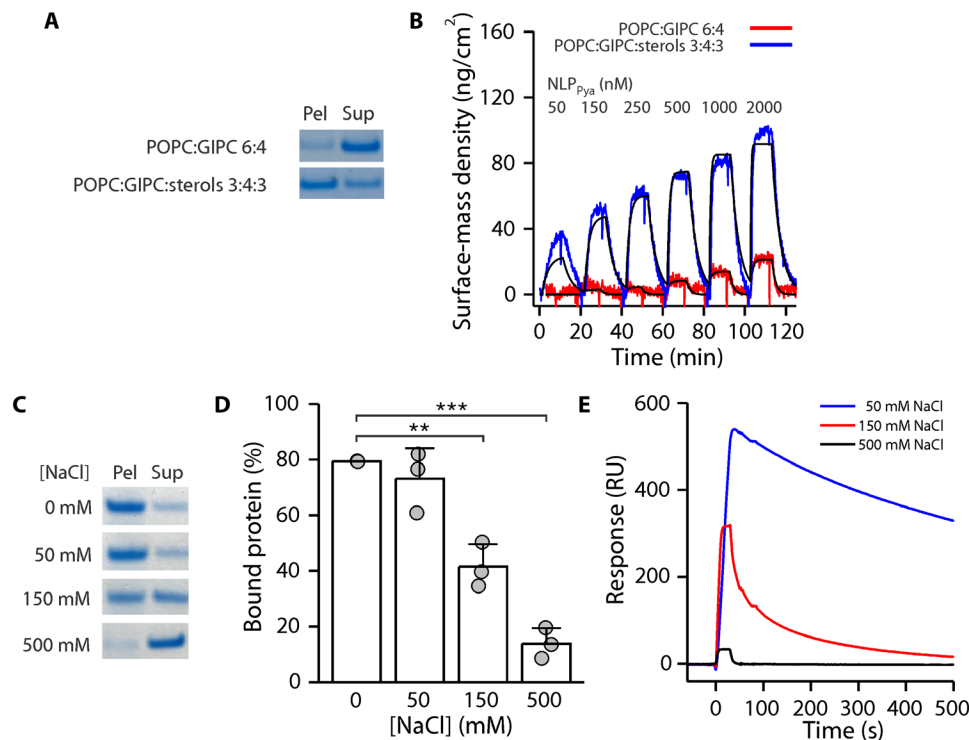 A
Pel Sup
POPC:GIPC 6:4
POPC:GIPC:sterols 3:4:3
B
POPC:GIPC 6:4
POPC:GIPC:sterols 3:4:3
NLPPya (nM)
50 150 250 500 1000 2000
Surface-mass density (ng/cm²)
160
120
80
40
0
0 20 40 60 80 100 120
Time (min)
C
[NaCl] Pel Sup
0 mM
50 mM
150 mM
500 mM
D
***
**
Bound protein (%)
100
80
60
40
20
0
0 50 150 500
[NaCl] (mM)
E
50 mM NaCl
150 mM NaCl
500 mM NaCl
Response (RU)
600
400
200
0
0 100 200 300 400 500
Time (s)